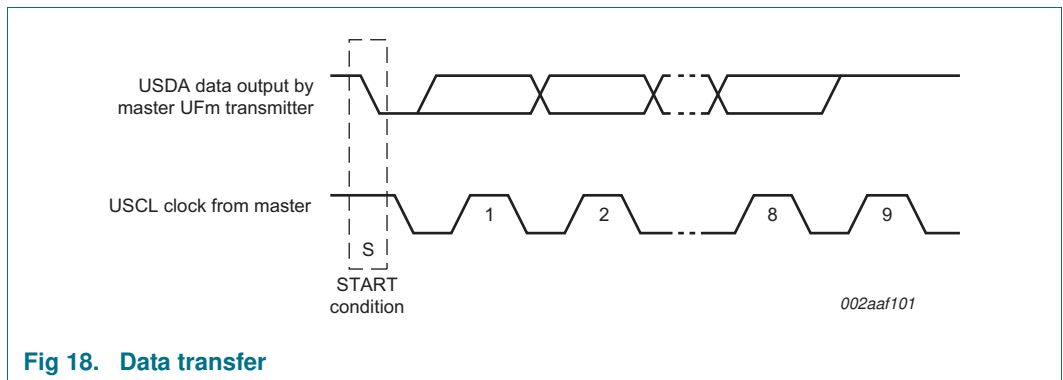 USDA data output by
master UFm transmitter
USCL clock from master
1
2
8
9
S
START
condition
002aaf101
Fig 18. Data transfer